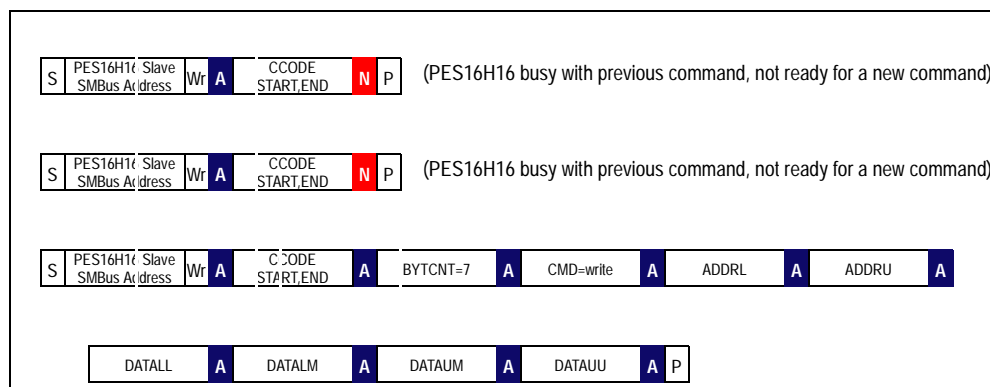 S PES16H16 Slave SMBus Address Wr A CCODE START,END N P (PES16H16 busy with previous command, not ready for a new command)
S PES16H16 Slave SMBus Address Wr A CCODE START,END N P (PES16H16 busy with previous command, not ready for a new command)
S PES16H16 Slave SMBus Address Wr A CCODE START,END A BYTCNT=7 A CMD=write A ADDRL A ADDRU A
DATALL A DATALM A DATAUM A DATAUU A P